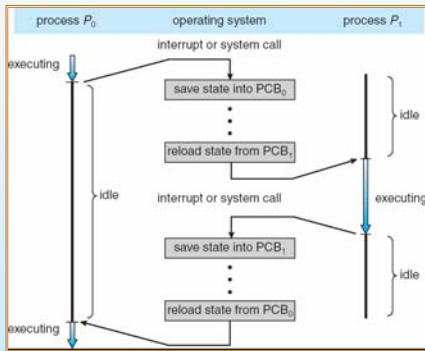 process P0 operating system process P1
interrupt or system call
executing
save state into PCB0
idle
reload state from PCB1
idle
interrupt or system call
executing
save state into PCB1
idle
reload state from PCB0
executing